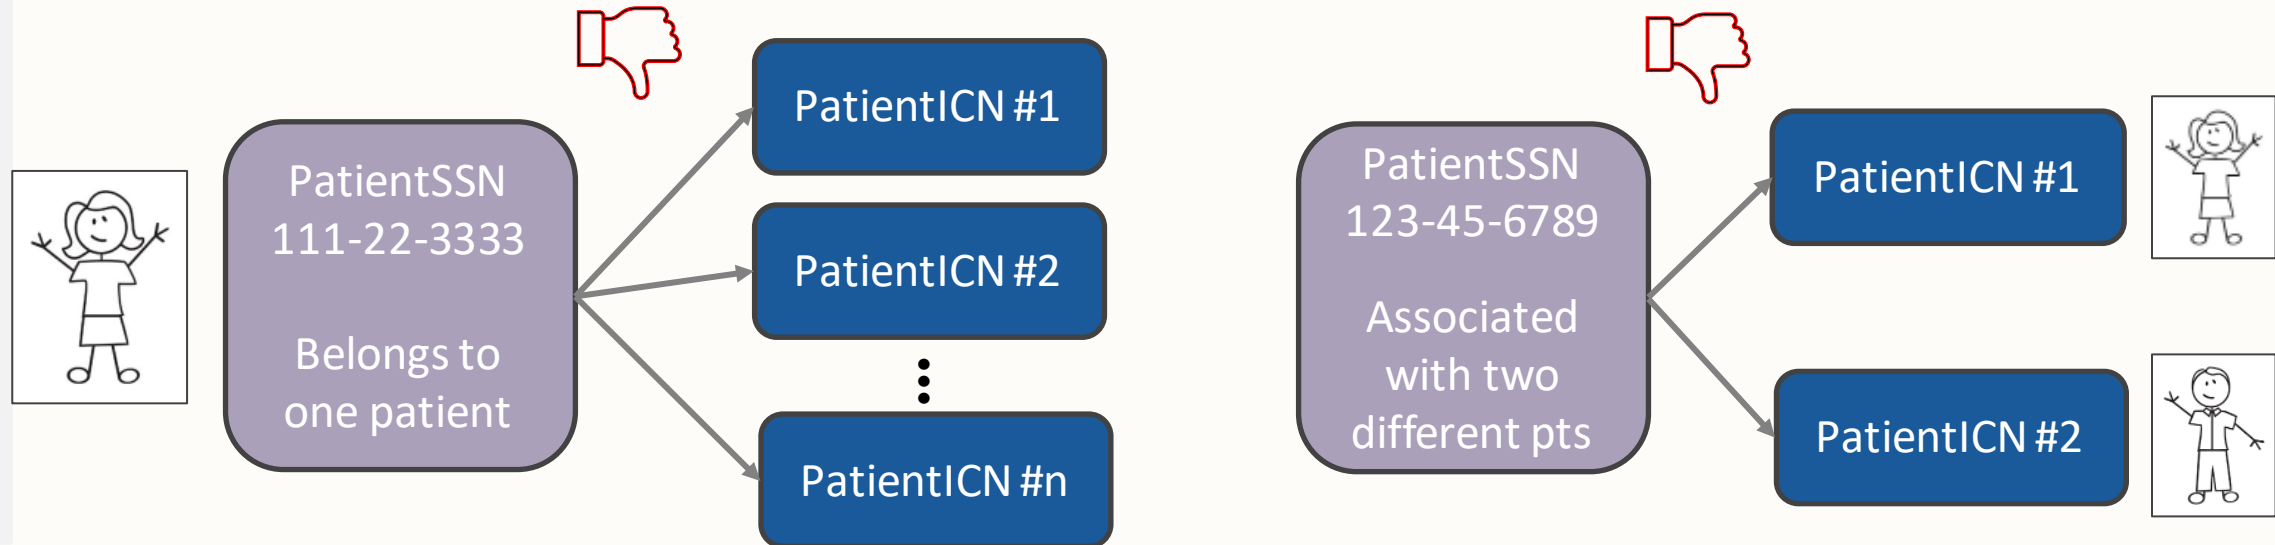 PatientSSN
111-22-3333
Belongs to
one patient
PatientICN #1
PatientICN #2
PatientICN #n
PatientSSN
123-45-6789
Associated
with two
different pts
PatientICN #1
PatientICN #2